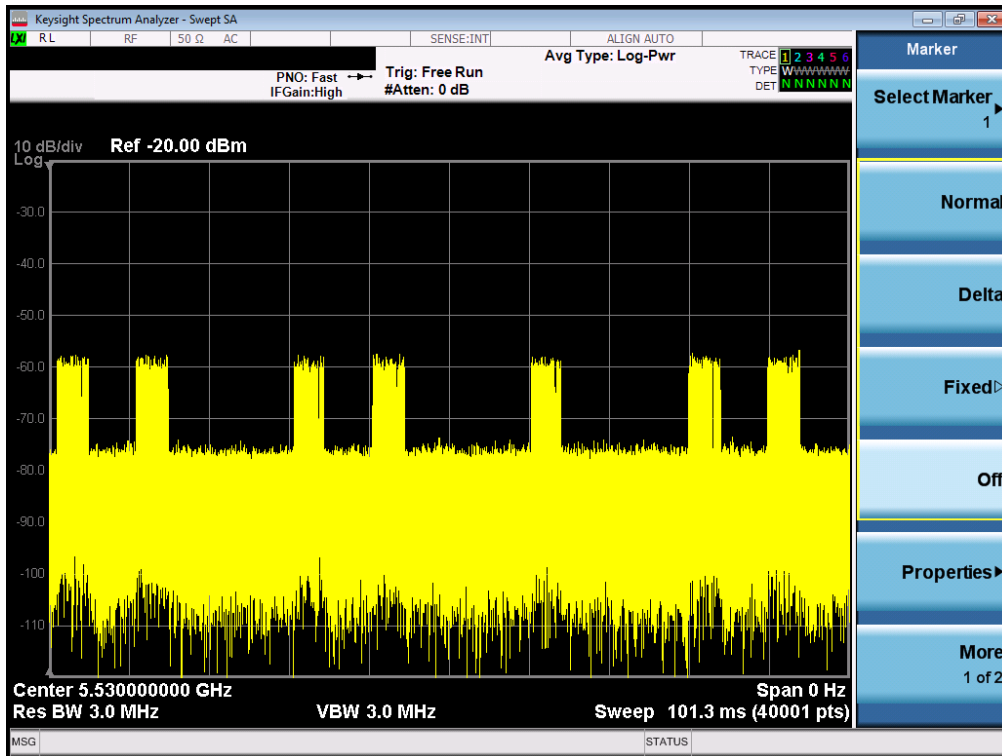 Keysight Spectrum Analyzer - Swept SA
LXI RL RF 50 Ω AC SENSE:INT ALIGN AUTO
Marker
Avg Type: Log-Pwr TRACE 1 2 3 4 5 6
PNO: Fast Trig: Free Run TYPE WWWWWW
IFGain:High #Atten: 0 dB DET N N N N N N
Select Marker
1
10 dB/div Ref -20.00 dBm
Log
Normal
-30.0
-40.0
Delta
-50.0
-60.0
Fixed
-70.0
-80.0
Off
-90.0
-100
Properties
-110
More
1 of 2
Center 5.530000000 GHz Span 0 Hz
Res BW 3.0 MHz VBW 3.0 MHz Sweep 101.3 ms (40001 pts)
MSG STATUS